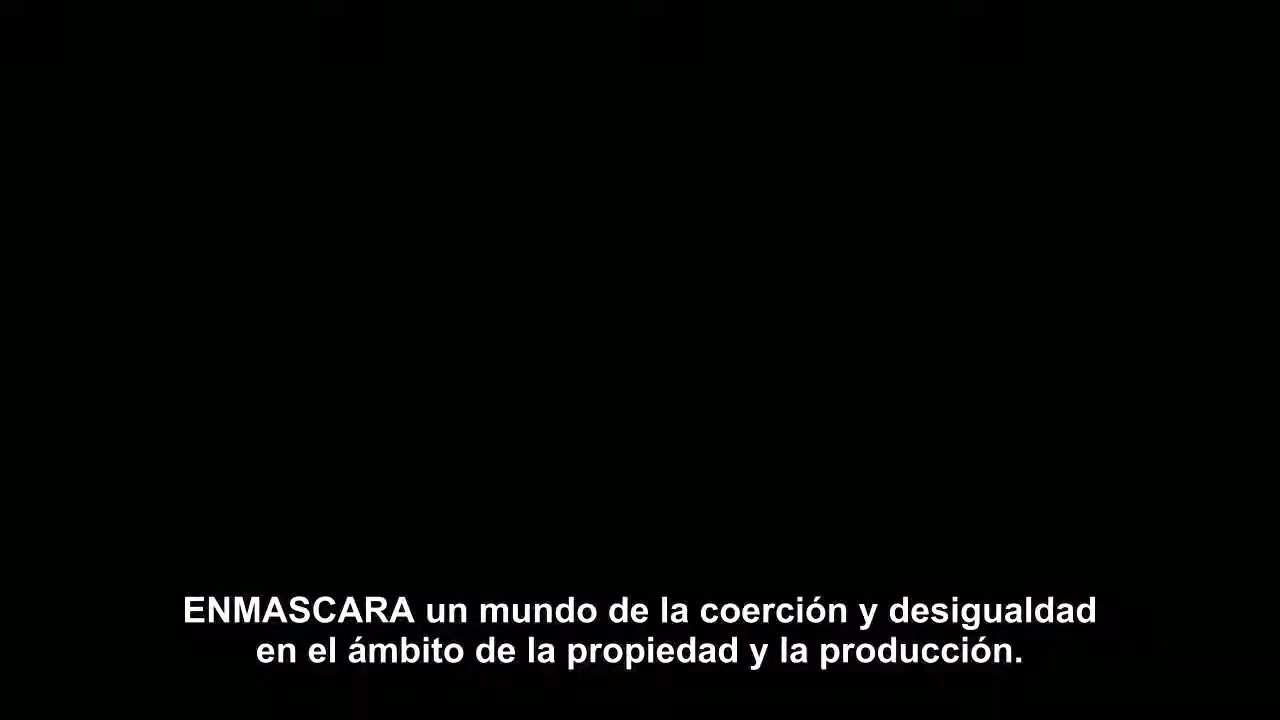 ENMASCARA un mundo de la coerción y desigualdad
en el ámbito de la propiedad y la producción.